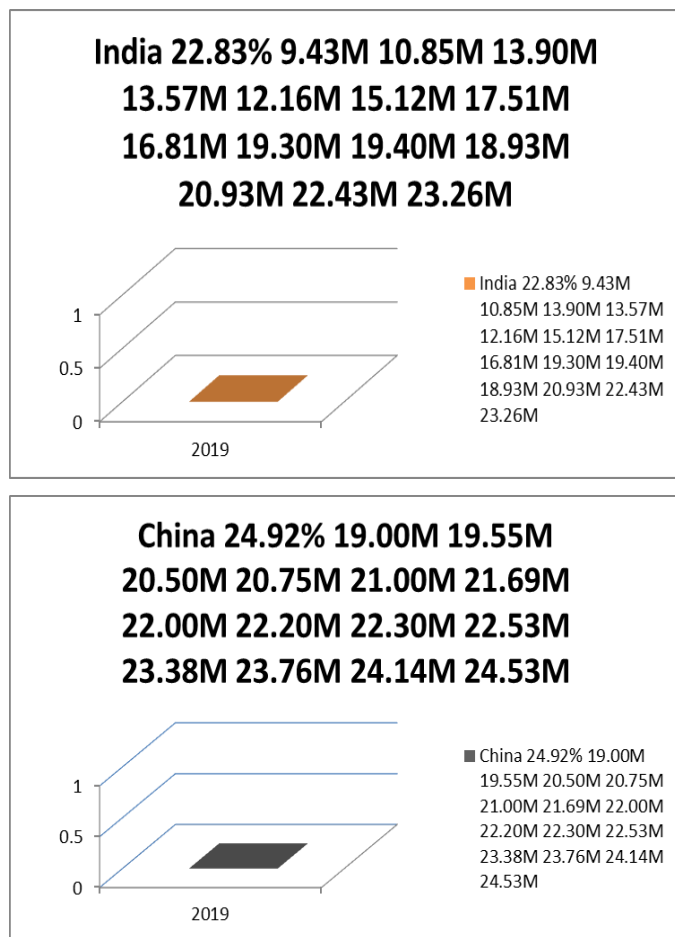 India 22.83% 9.43M 10.85M 13.90M
13.57M 12.16M 15.12M 17.51M
16.81M 19.30M 19.40M 18.93M
20.93M 22.43M 23.26M
1
0.5
0
2019
India 22.83% 9.43M
10.85M 13.90M 13.57M
12.16M 15.12M 17.51M
16.81M 19.30M 19.40M
18.93M 20.93M 22.43M
23.26M
China 24.92% 19.00M 19.55M
20.50M 20.75M 21.00M 21.69M
22.00M 22.20M 22.30M 22.53M
23.38M 23.76M 24.14M 24.53M
1
0.5
0
2019
China 24.92% 19.00M
19.55M 20.50M 20.75M
21.00M 21.69M 22.00M
22.20M 22.30M 22.53M
23.38M 23.76M 24.14M
24.53M